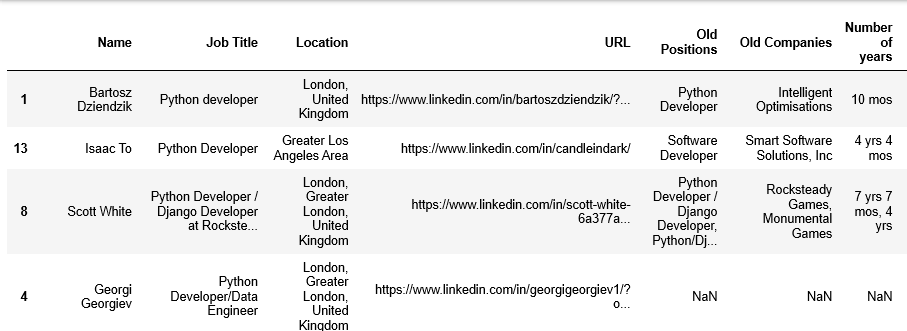 Name Job Title Location URL Old Positions Old Companies Number of years
1 Bartosz Dziendzik Python developer London, United Kingdom https://www.linkedin.com/in/bartoszdziendzik/?... Python Developer Intelligent Optimisations 10 mos
13 Isaac To Python Developer Greater Los Angeles Area https://www.linkedin.com/in/candleindark/ Software Developer Smart Software Solutions, Inc 4 yrs 4 mos
8 Scott White Python Developer / Django Developer at Rockste... London, Greater London, United Kingdom https://www.linkedin.com/in/scott-white-6a377a... Python Developer / Django Developer, Python/Dj... Rocksteady Games, Monumental Games 7 yrs 7 mos, 4 yrs
4 Georgi Georgiev Python Developer/Data Engineer London, Greater London, United Kingdom https://www.linkedin.com/in/georgigeorgiev1/?o... NaN NaN NaN